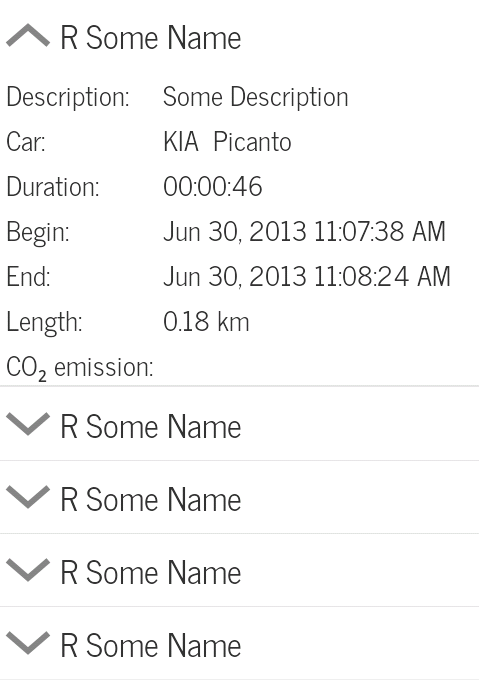 R Some Name
Description: Some Description
Car: KIA  Picanto
Duration: 00:00:46
Begin: Jun 30, 2013 11:07:38 AM
End: Jun 30, 2013 11:08:24 AM
Length: 0.18 km
CO₂ emission:
R Some Name
R Some Name
R Some Name
R Some Name